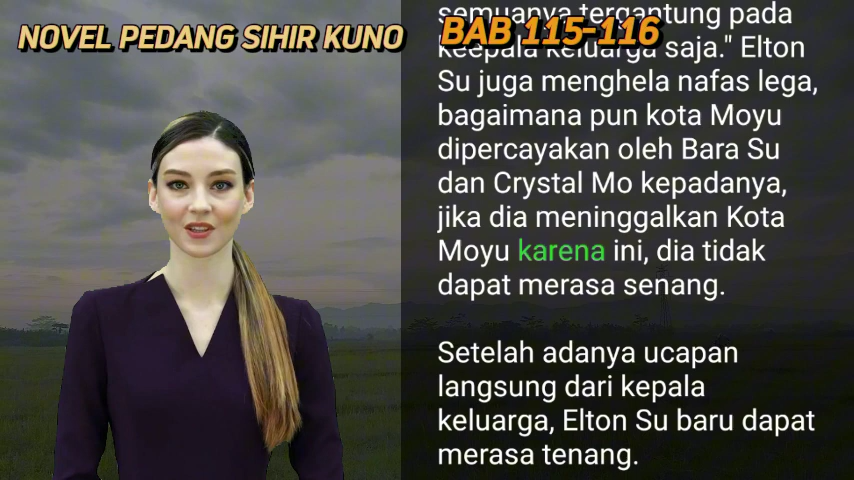 NOVEL PEDANG SIHIR KUNO
BAB 115-116
semuanya tergantung pada
keepala keluarga saja." Elton
Su juga menghela nafas lega,
bagaimana pun kota Moyu
dipercayakan oleh Bara Su
dan Crystal Mo kepadanya,
jika dia meninggalkan Kota
Moyu karena ini, dia tidak
dapat merasa senang.
Setelah adanya ucapan
langsung dari kepala
keluarga, Elton Su baru dapat
merasa tenang.